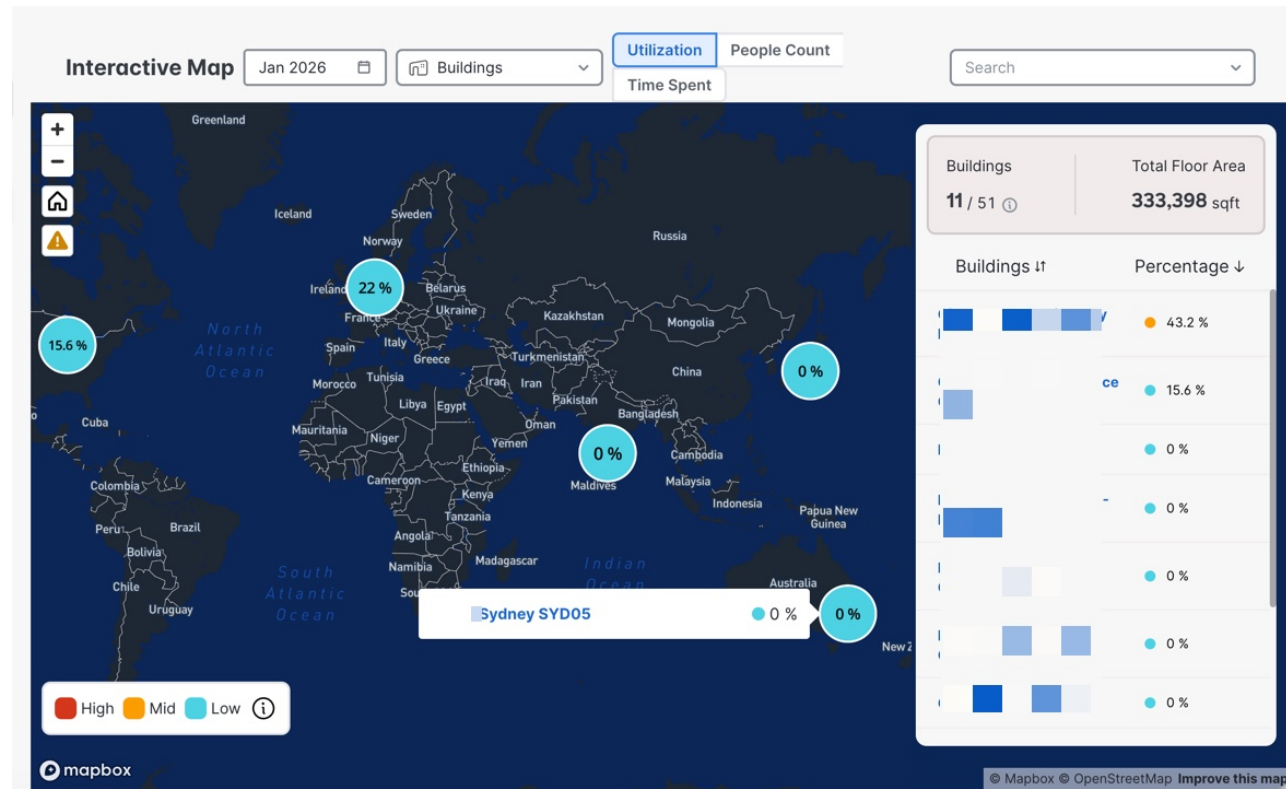 Interactive Map
Jan 2026
Buildings
Utilization
People Count
Time Spent
Search
+
−
Greenland
Iceland
Sweden
Norway
Russia
Ireland
22 %
Belarus
Ukraine
France
Kazakhstan
Mongolia
15.6 %
North
Atlantic
Ocean
Spain
Italy
Greece
Turkmenistan
China
0 %
Morocco
Tunisia
Iraq
Iran
Pakistan
Libya
Egypt
Bangladesh
Cuba
Oman
Mauritania
Niger
Yemen
0 %
Cambodia
Colombia
Cameroon
Ethiopia
Maldives
Malaysia
Kenya
Indonesia
Tanzania
Papua New
Guinea
Peru
Brazil
Angola
Bolivia
Namibia
Madagascar
Indian
Ocean
Chile
South
Atlantic
Ocean
Australia
Uruguay
Sydney SYD05
0 %
0 %
High
Mid
Low
mapbox
Buildings
11 / 51
Total Floor Area
333,398 sqft
Buildings
Percentage
43.2 %
ce
15.6 %
0 %
0 %
0 %
0 %
0 %
© Mapbox © OpenStreetMap Improve this map